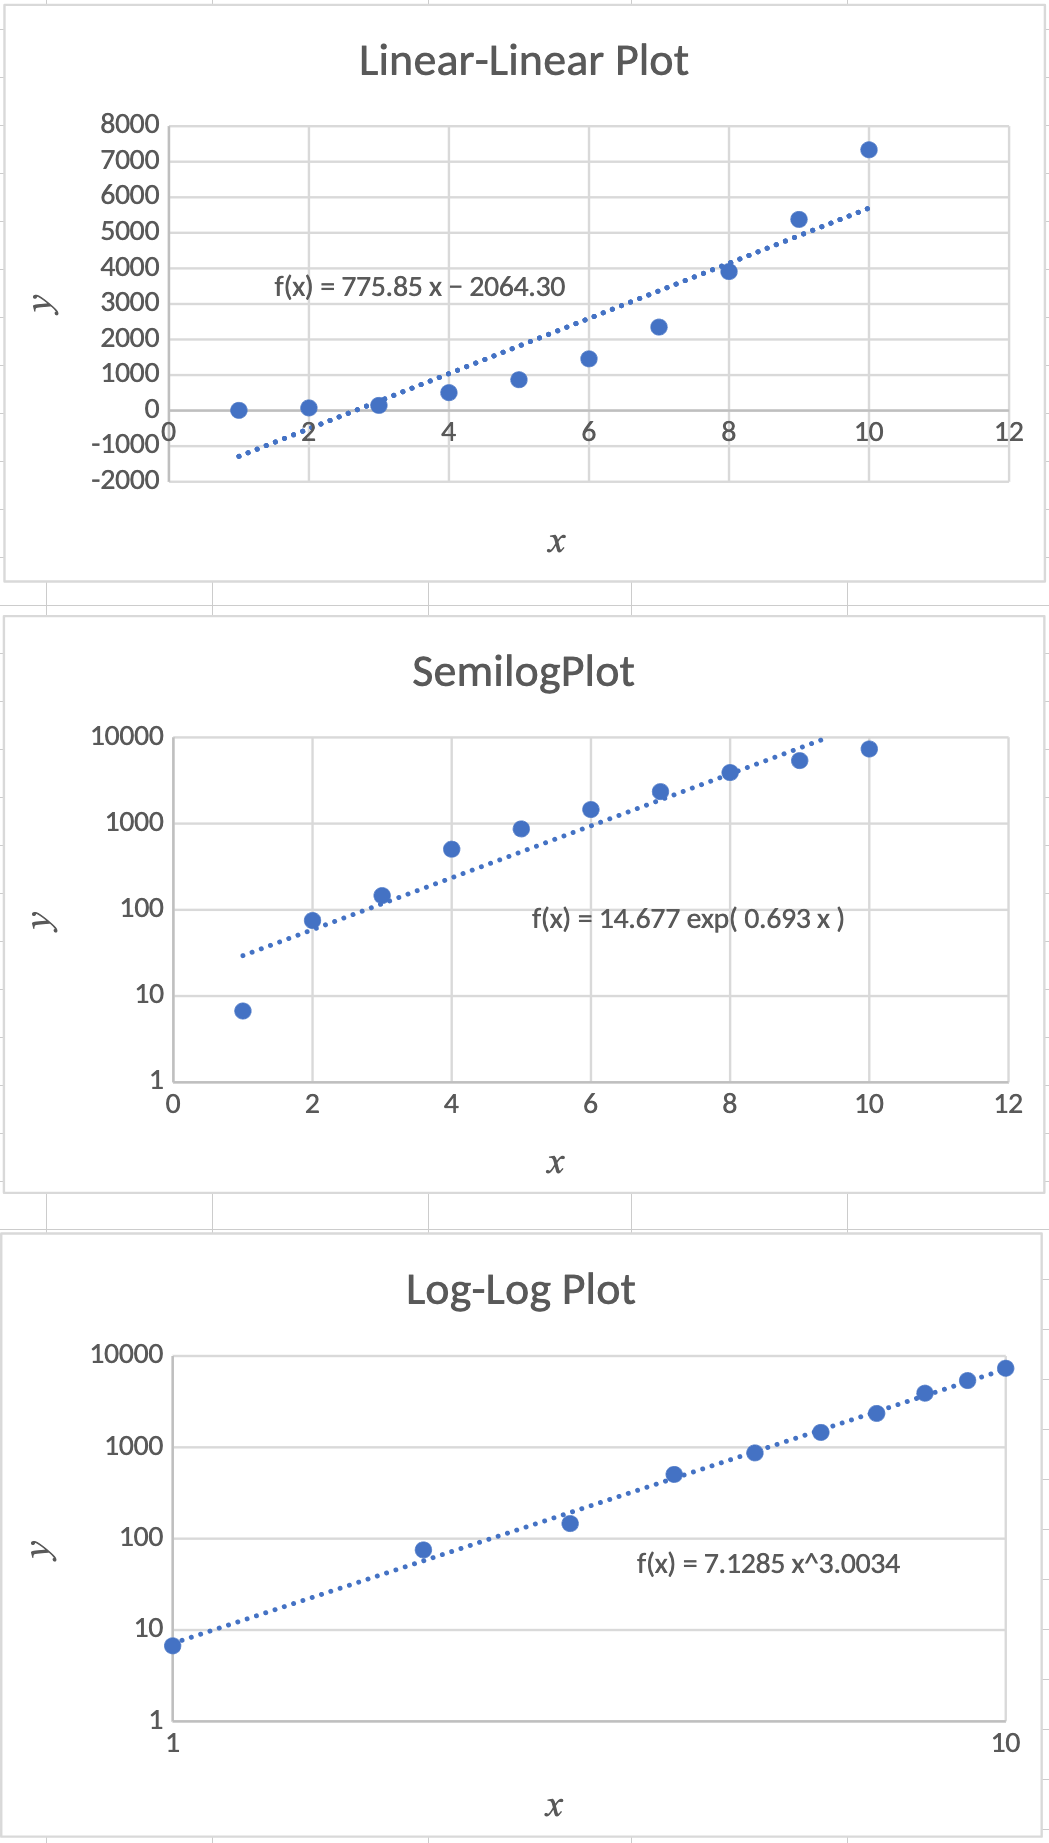 Linear-Linear Plot
8000
7000
6000
5000
4000
f(x) = 775.85 x − 2064.30
3000
y
2000
1000
0
0 2 4 6 8 10 12
-1000
-2000
x
SemilogPlot
10000
1000
100
f(x) = 14.677 exp( 0.693 x )
y
10
1
0 2 4 6 8 10 12
x
Log-Log Plot
10000
1000
100
y
f(x) = 7.1285 x^3.0034
10
1
1 10
x